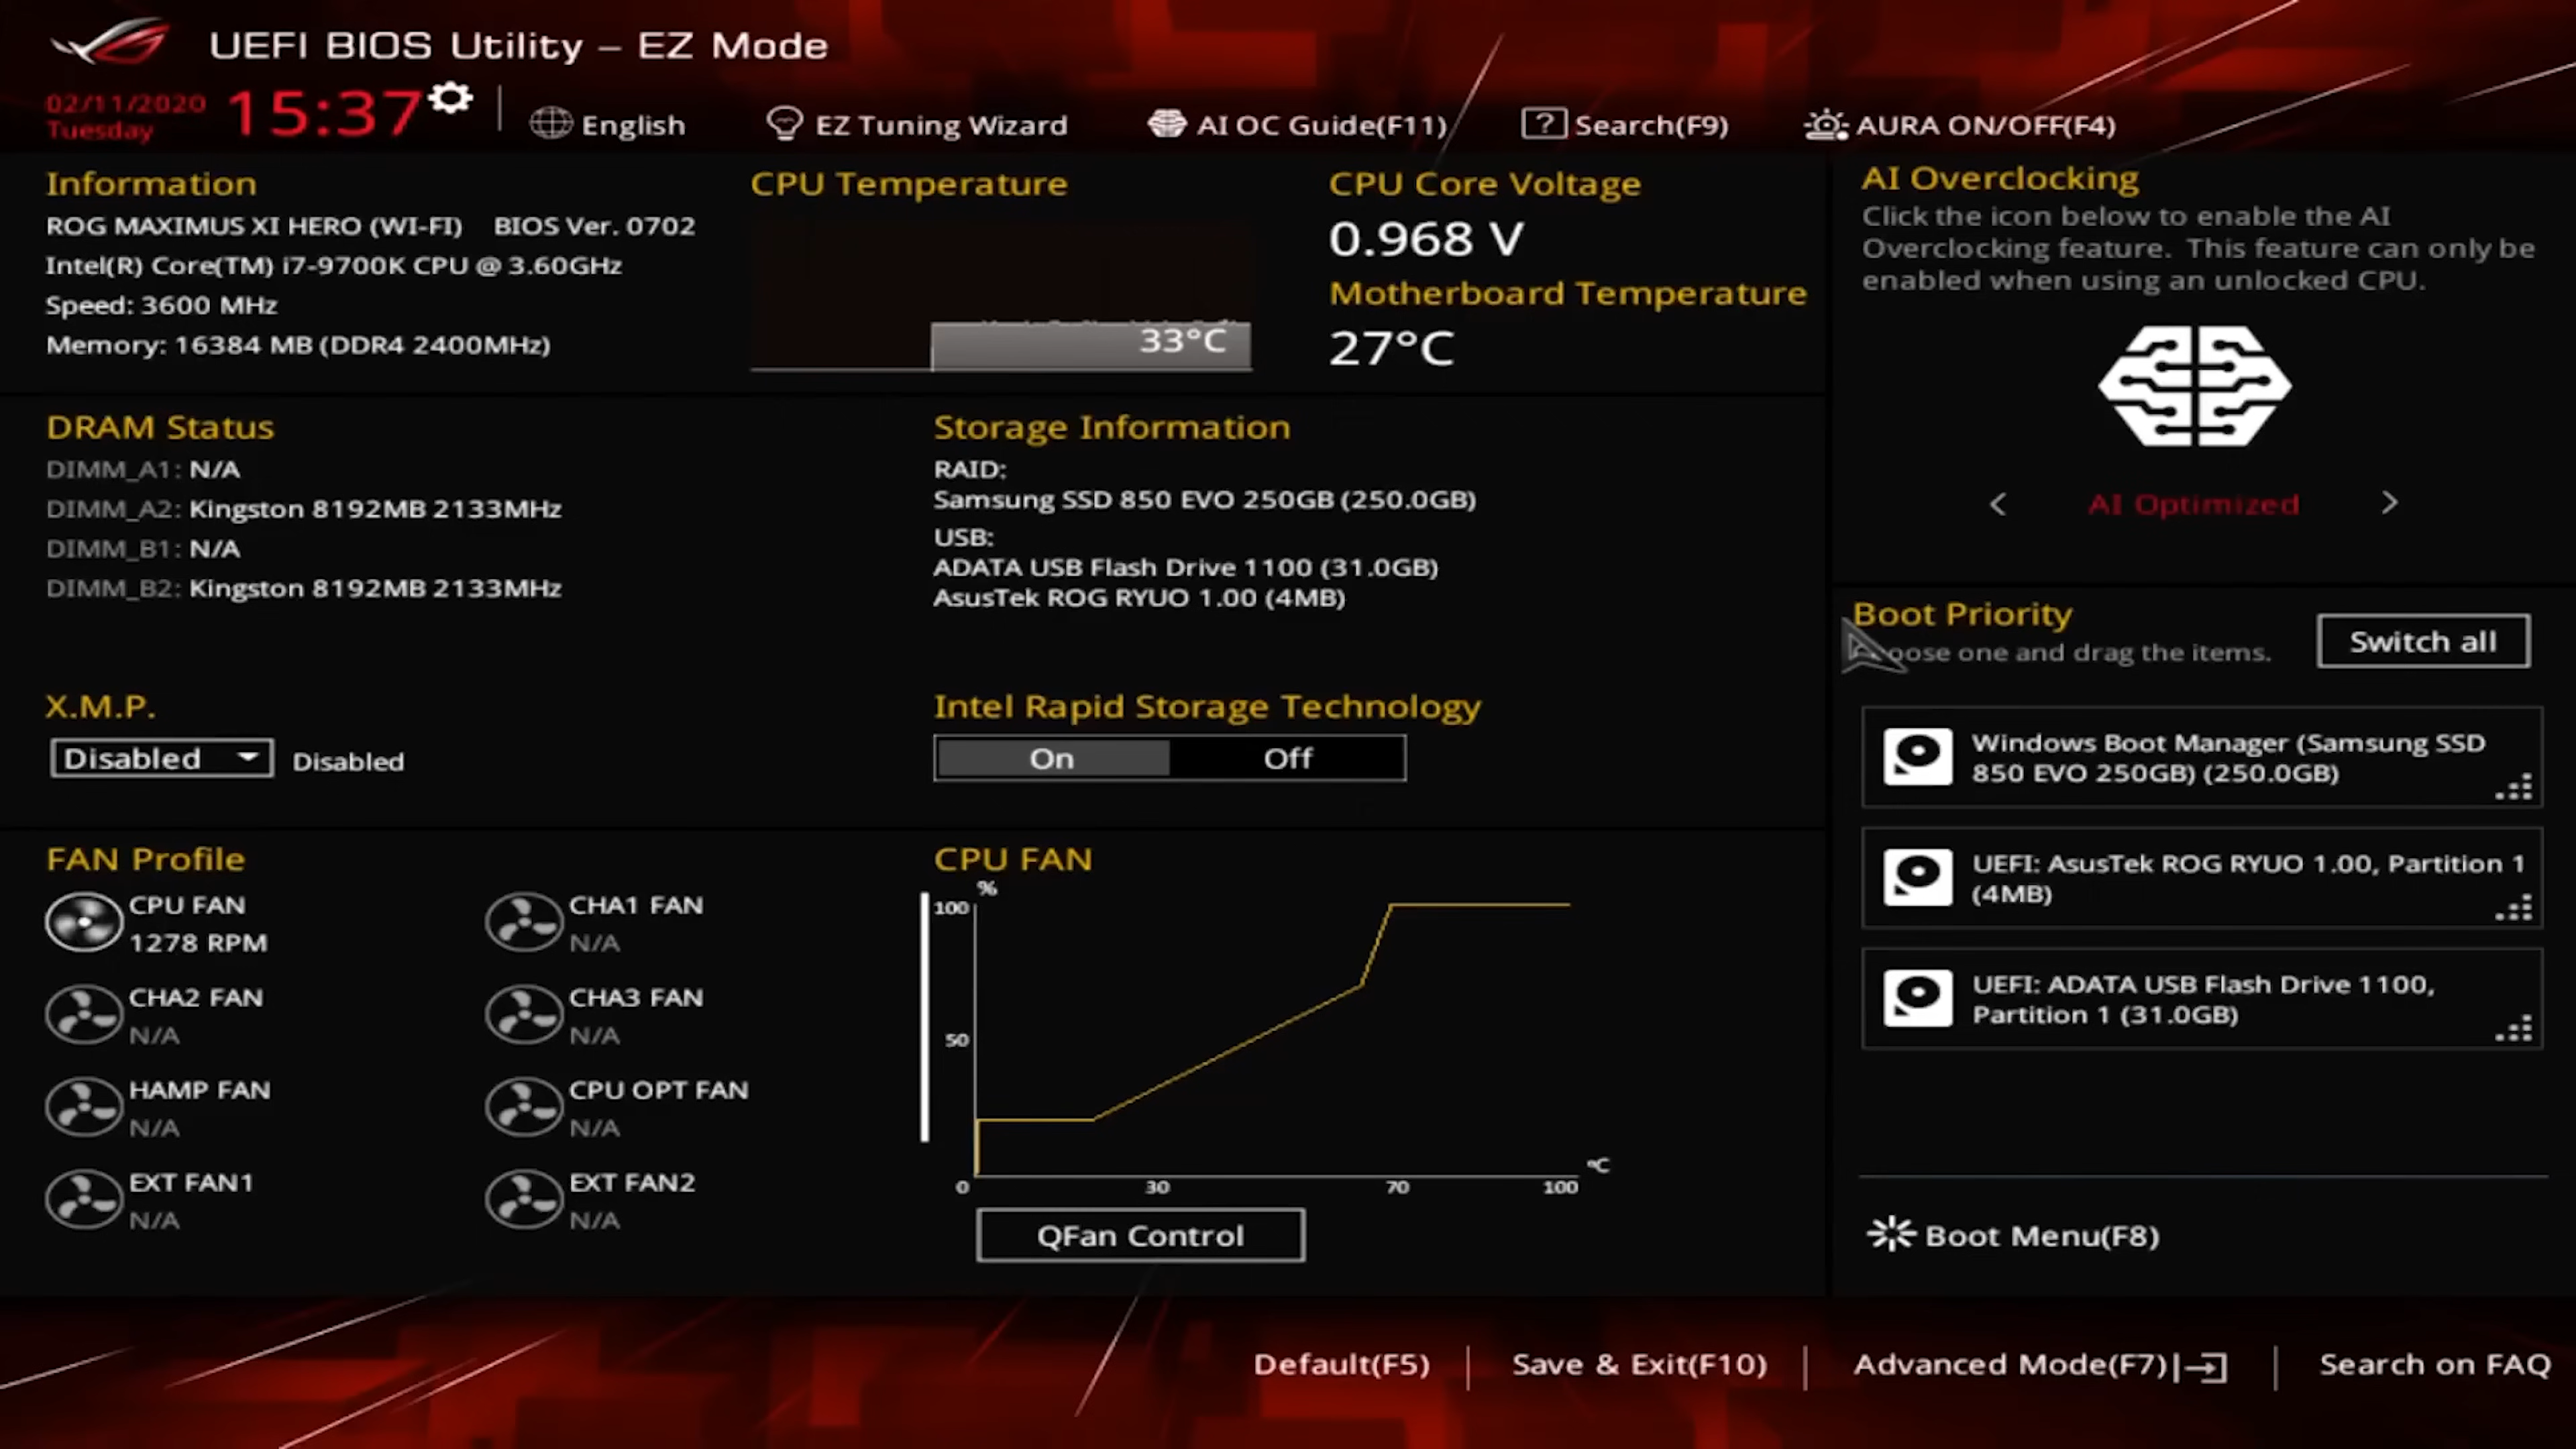 UEFI BIOS Utility – EZ Mode
02/11/2020
Tuesday
15:37
English
EZ Tuning Wizard
AI OC Guide(F11)
Search(F9)
AURA ON/OFF(F4)
Information
ROG MAXIMUS XI HERO (WI-FI) BIOS Ver. 0702
Intel(R) Core(TM) i7-9700K CPU @ 3.60GHz
Speed: 3600 MHz
Memory: 16384 MB (DDR4 2400MHz)
CPU Temperature
33°C
CPU Core Voltage
0.968 V
Motherboard Temperature
27°C
AI Overclocking
Click the icon below to enable the AI
Overclocking feature. This feature can only be
enabled when using an unlocked CPU.
AI Optimized
DRAM Status
DIMM_A1: N/A
DIMM_A2: Kingston 8192MB 2133MHz
DIMM_B1: N/A
DIMM_B2: Kingston 8192MB 2133MHz
Storage Information
RAID:
Samsung SSD 850 EVO 250GB (250.0GB)
USB:
ADATA USB Flash Drive 1100 (31.0GB)
AsusTek ROG RYUO 1.00 (4MB)
X.M.P.
Disabled
Disabled
Intel Rapid Storage Technology
On
Off
Boot Priority
one and drag the items.
Switch all
Windows Boot Manager (Samsung SSD
850 EVO 250GB) (250.0GB)
UEFI: AsusTek ROG RYUO 1.00, Partition 1
(4MB)
UEFI: ADATA USB Flash Drive 1100,
Partition 1 (31.0GB)
Boot Menu(F8)
FAN Profile
CPU FAN
1278 RPM
CHA1 FAN
N/A
CHA2 FAN
N/A
CHA3 FAN
N/A
HAMP FAN
N/A
CPU OPT FAN
N/A
EXT FAN1
N/A
EXT FAN2
N/A
CPU FAN
%
100
50
0
30
70
100
°C
QFan Control
Default(F5)
Save & Exit(F10)
Advanced Mode(F7)
Search on FAQ